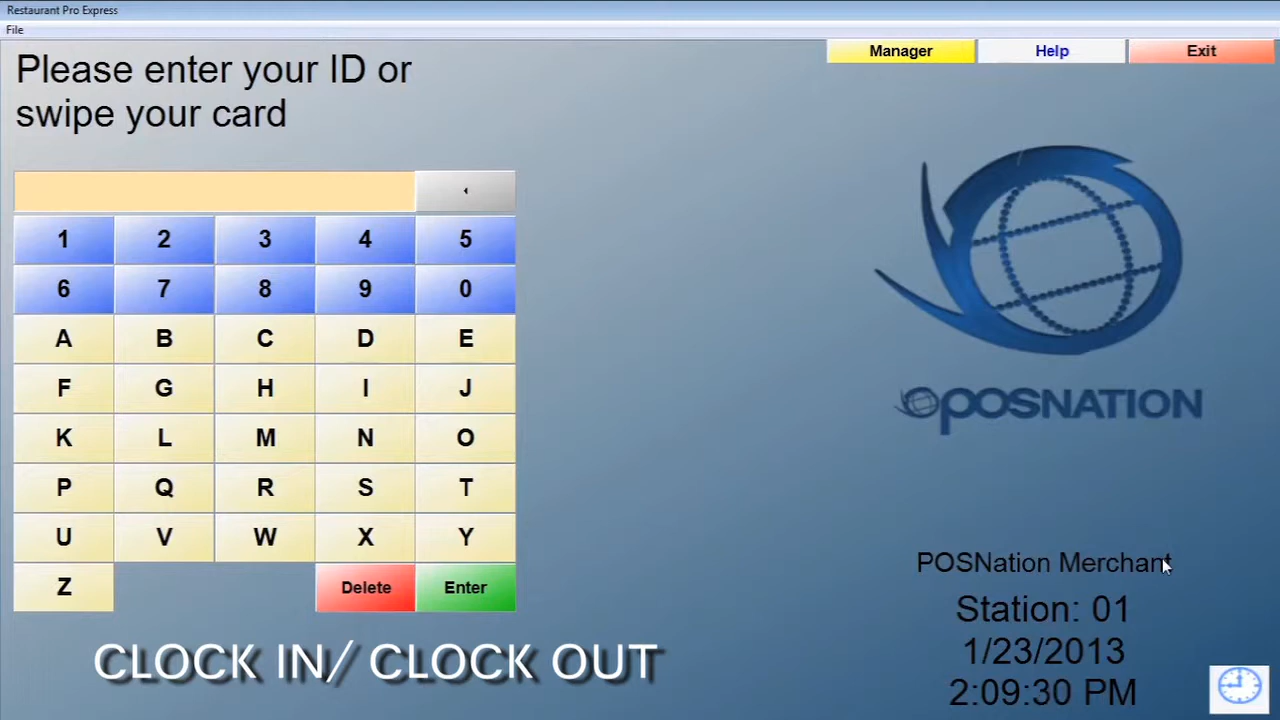 Restaurant Pro Express
File
Manager Help Exit
Please enter your ID or
swipe your card
1 2 3 4 5
6 7 8 9 0
A B C D E
F G H I J
K L M N O
P Q R S T
U V W X Y
Z Delete Enter
POSNATION
POSNation Merchant
Station: 01
1/23/2013
2:09:30 PM
CLOCK IN/ CLOCK OUT